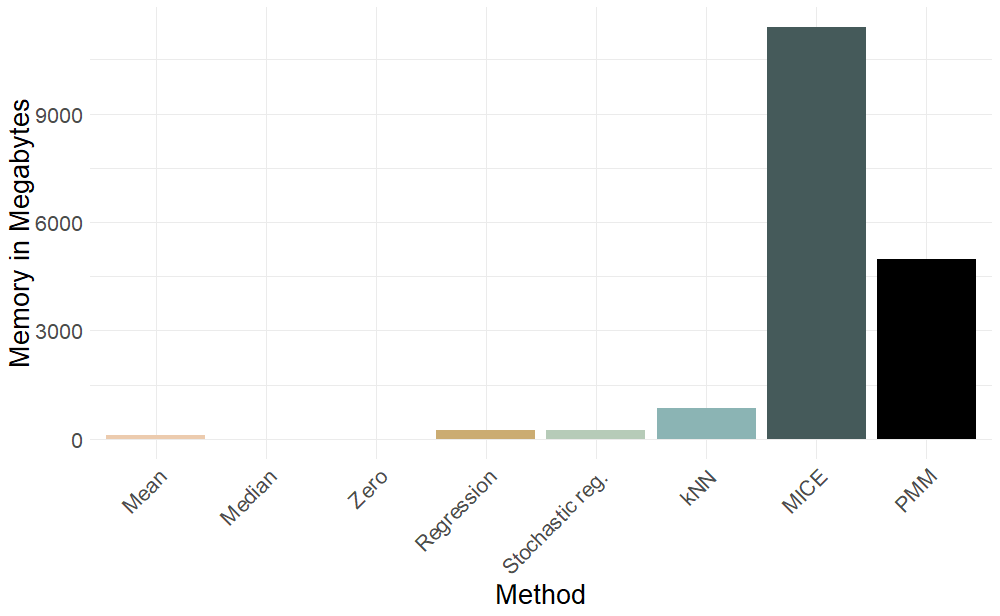 Memory in Megabytes
9000
6000
3000
0
Mean
Median
Zero
Regression
Stochastic reg.
kNN
MICE
PMM
Method